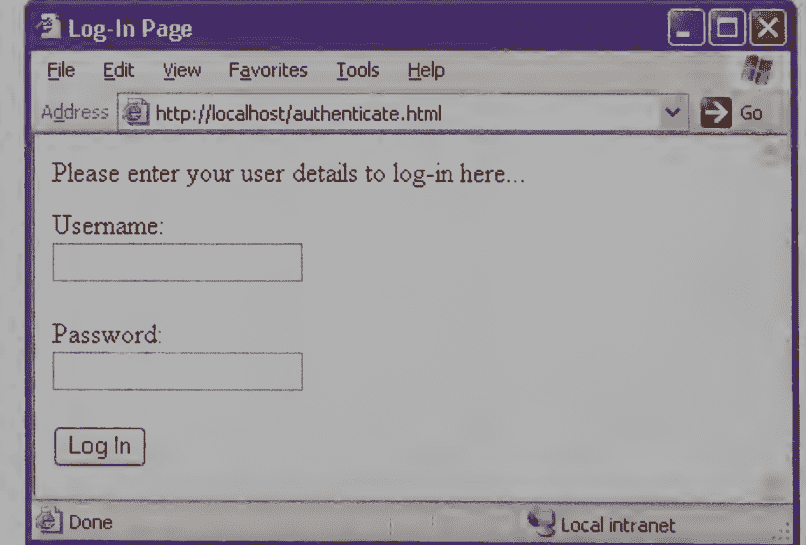 Log-In Page
File Edit View Favorites Tools Help
Address http://localhost/authenticate.html Go
Please enter your user details to log-in here...
Username:
Password:
Log In
Done Local intranet